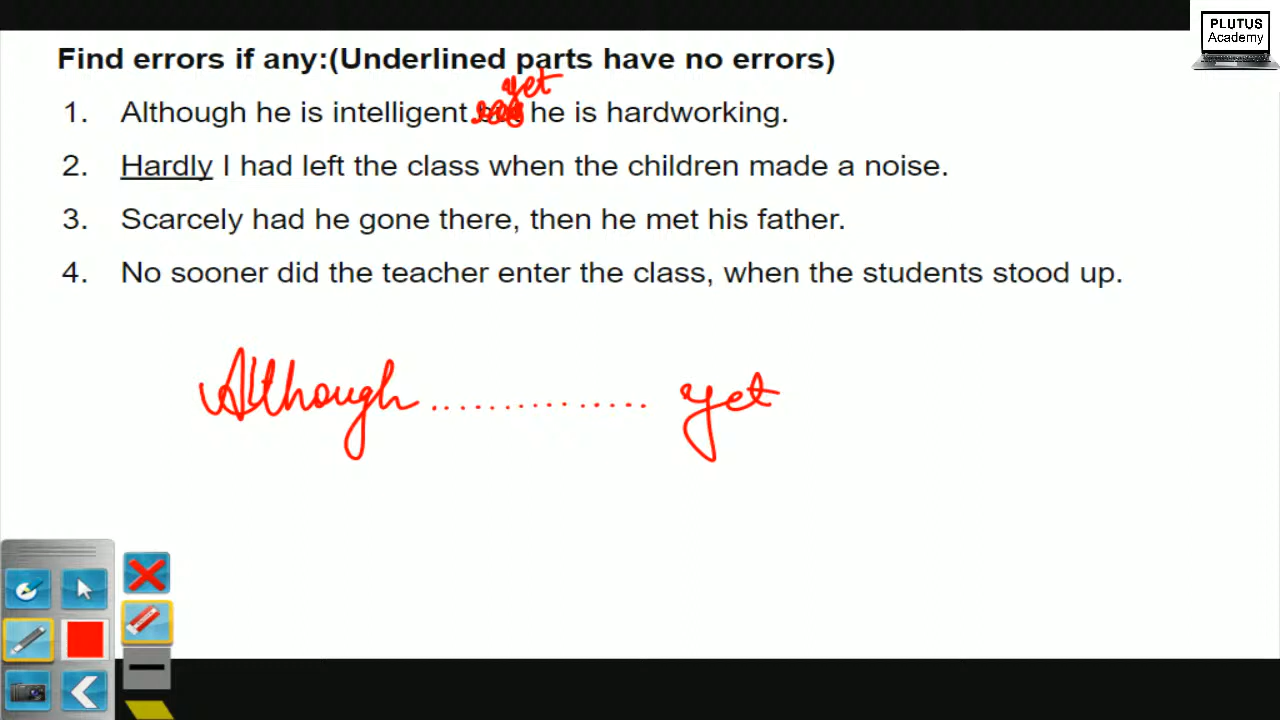 PLUTUS
Academy
Find errors if any:(Underlined parts have no errors)
yet
1. Although he is intelligent he is hardworking.
2. Hardly I had left the class when the children made a noise.
3. Scarcely had he gone there, then he met his father.
4. No sooner did the teacher enter the class, when the students stood up.
Although ............... yet